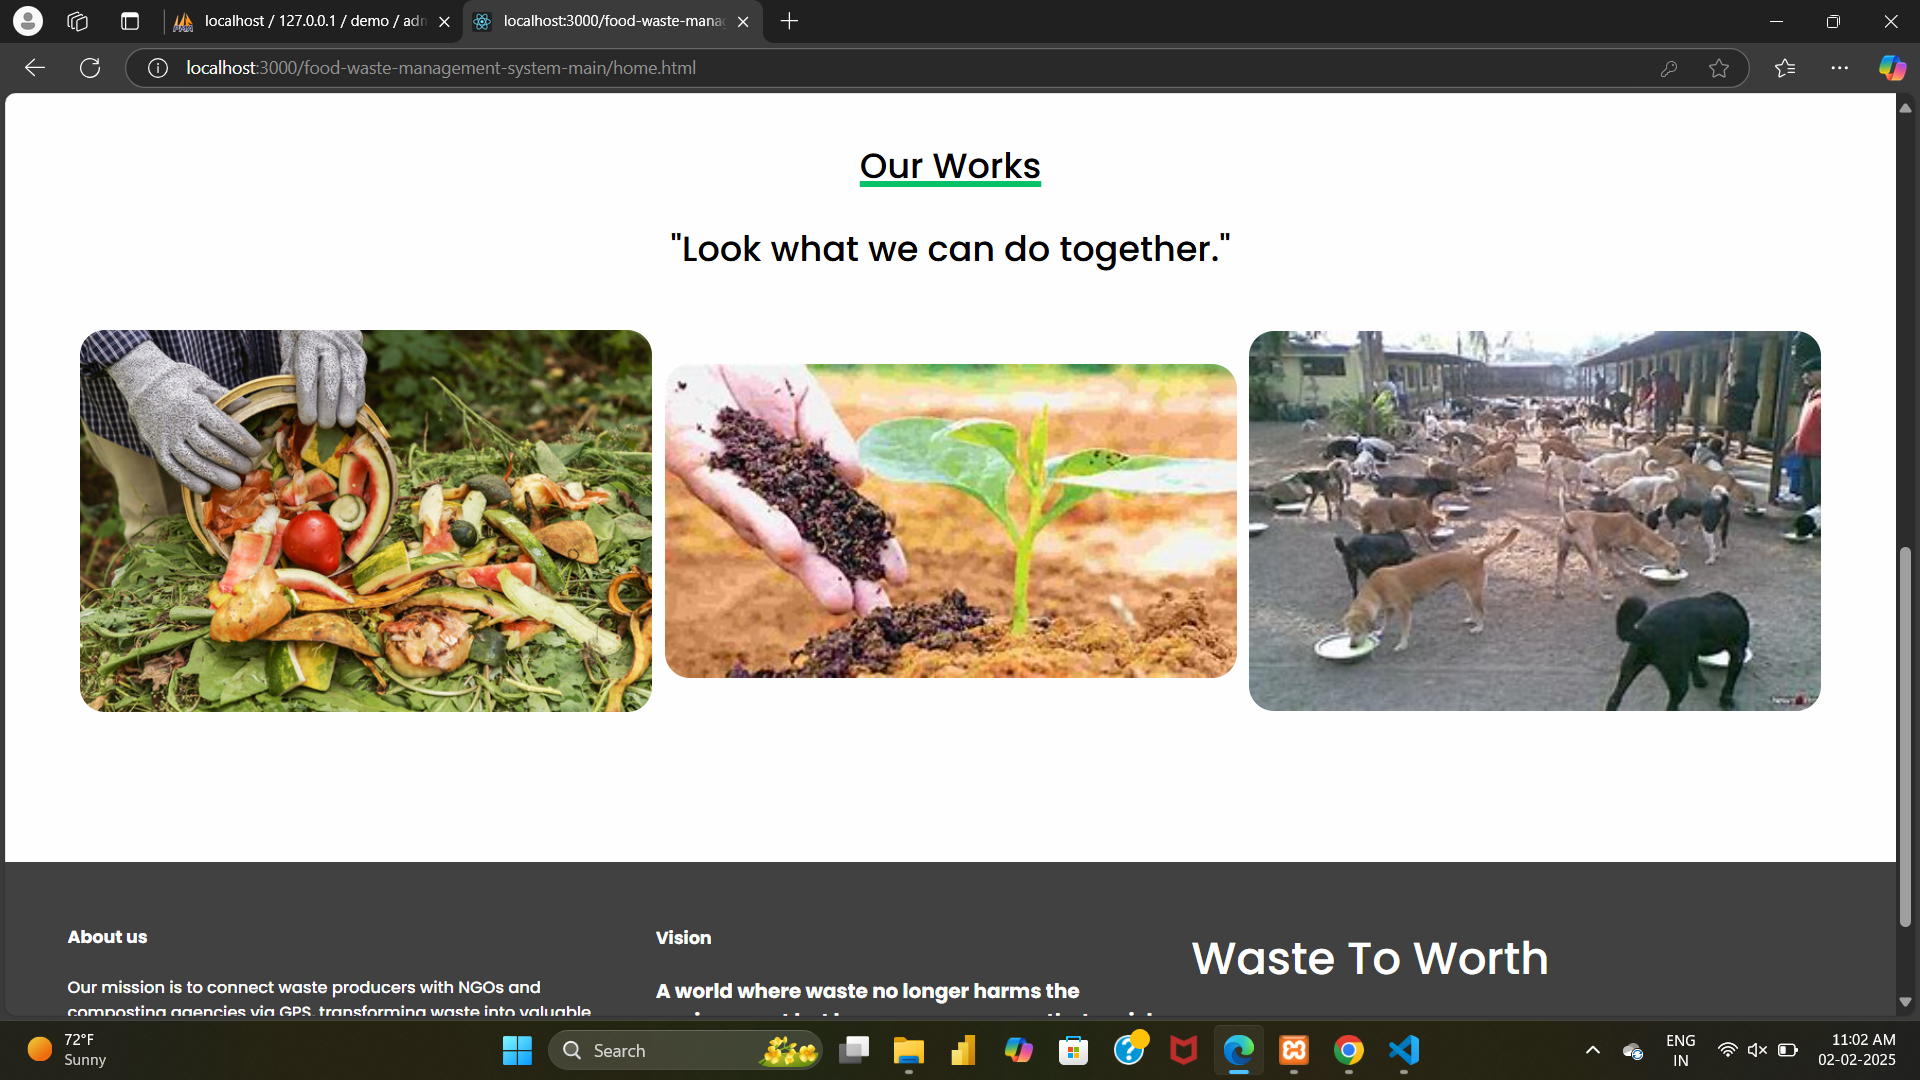 localhost / 127.0.0.1 / demo / adn
localhost:3000/food-waste-mana
localhost:3000/food-waste-management-system-main/home.html
Our Works
"Look what we can do together."
About us
Our mission is to connect waste producers with NGOs and
composting agencies via GPS, transforming waste into valuable
Vision
A world where waste no longer harms the
Waste To Worth
72°F
Sunny
Search
ENG
IN
11:02 AM
02-02-2025